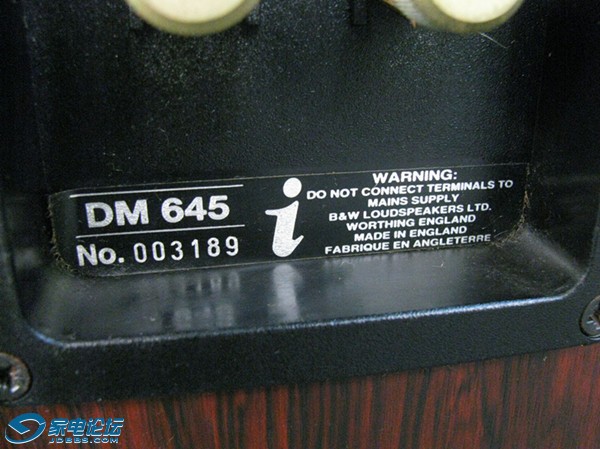 DM 645
No. 003189
i
WARNING:
DO NOT CONNECT TERMINALS TO
MAINS SUPPLY
B&W LOUDSPEAKERS LTD.
WORTHING ENGLAND
MADE IN ENGLAND
FABRIQUE EN ANGLETERRE
家电论坛
JDBBS.COM